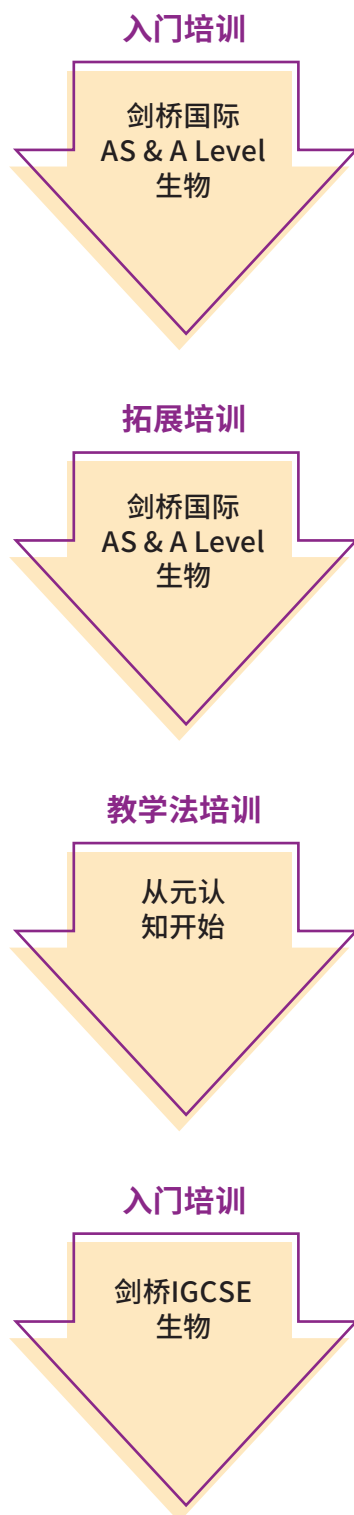 入门培训
剑桥国际
AS & A Level
生物
拓展培训
剑桥国际
AS & A Level
生物
教学法培训
从元认
知开始
入门培训
剑桥IGCSE
生物